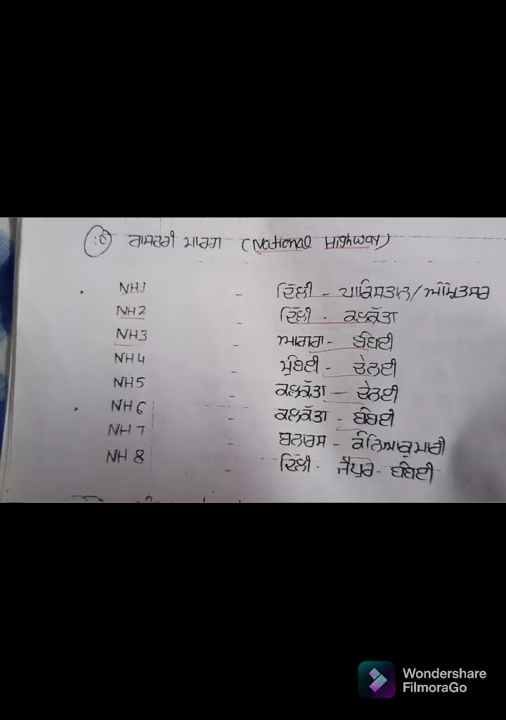 ਰਾਸ਼ਟਰੀ ਮਾਰਗ (National Highway)
NH1 - ਦਿੱਲੀ - ਪਾਕਿਸਤਾਨ/ਅੰਮ੍ਰਿਤਸਰ
NH2 - ਦਿੱਲੀ - ਕਲਕੱਤਾ
NH3 - ਆਗਰਾ - ਬੰਬਈ
NH4 - ਮੁੰਬਈ - ਚੇਨਈ
NH5 - ਕਲਕੱਤਾ - ਚੇਨਈ
NH6 - ਕਲਕੱਤਾ - ਬੰਬਈ
NH7 - ਬਨਾਰਸ - ਕੰਨਿਆਕੁਮਾਰੀ
NH8 - ਦਿੱਲੀ - ਜੈਪੁਰ - ਬੰਬਈ
Wondershare
FilmoraGo